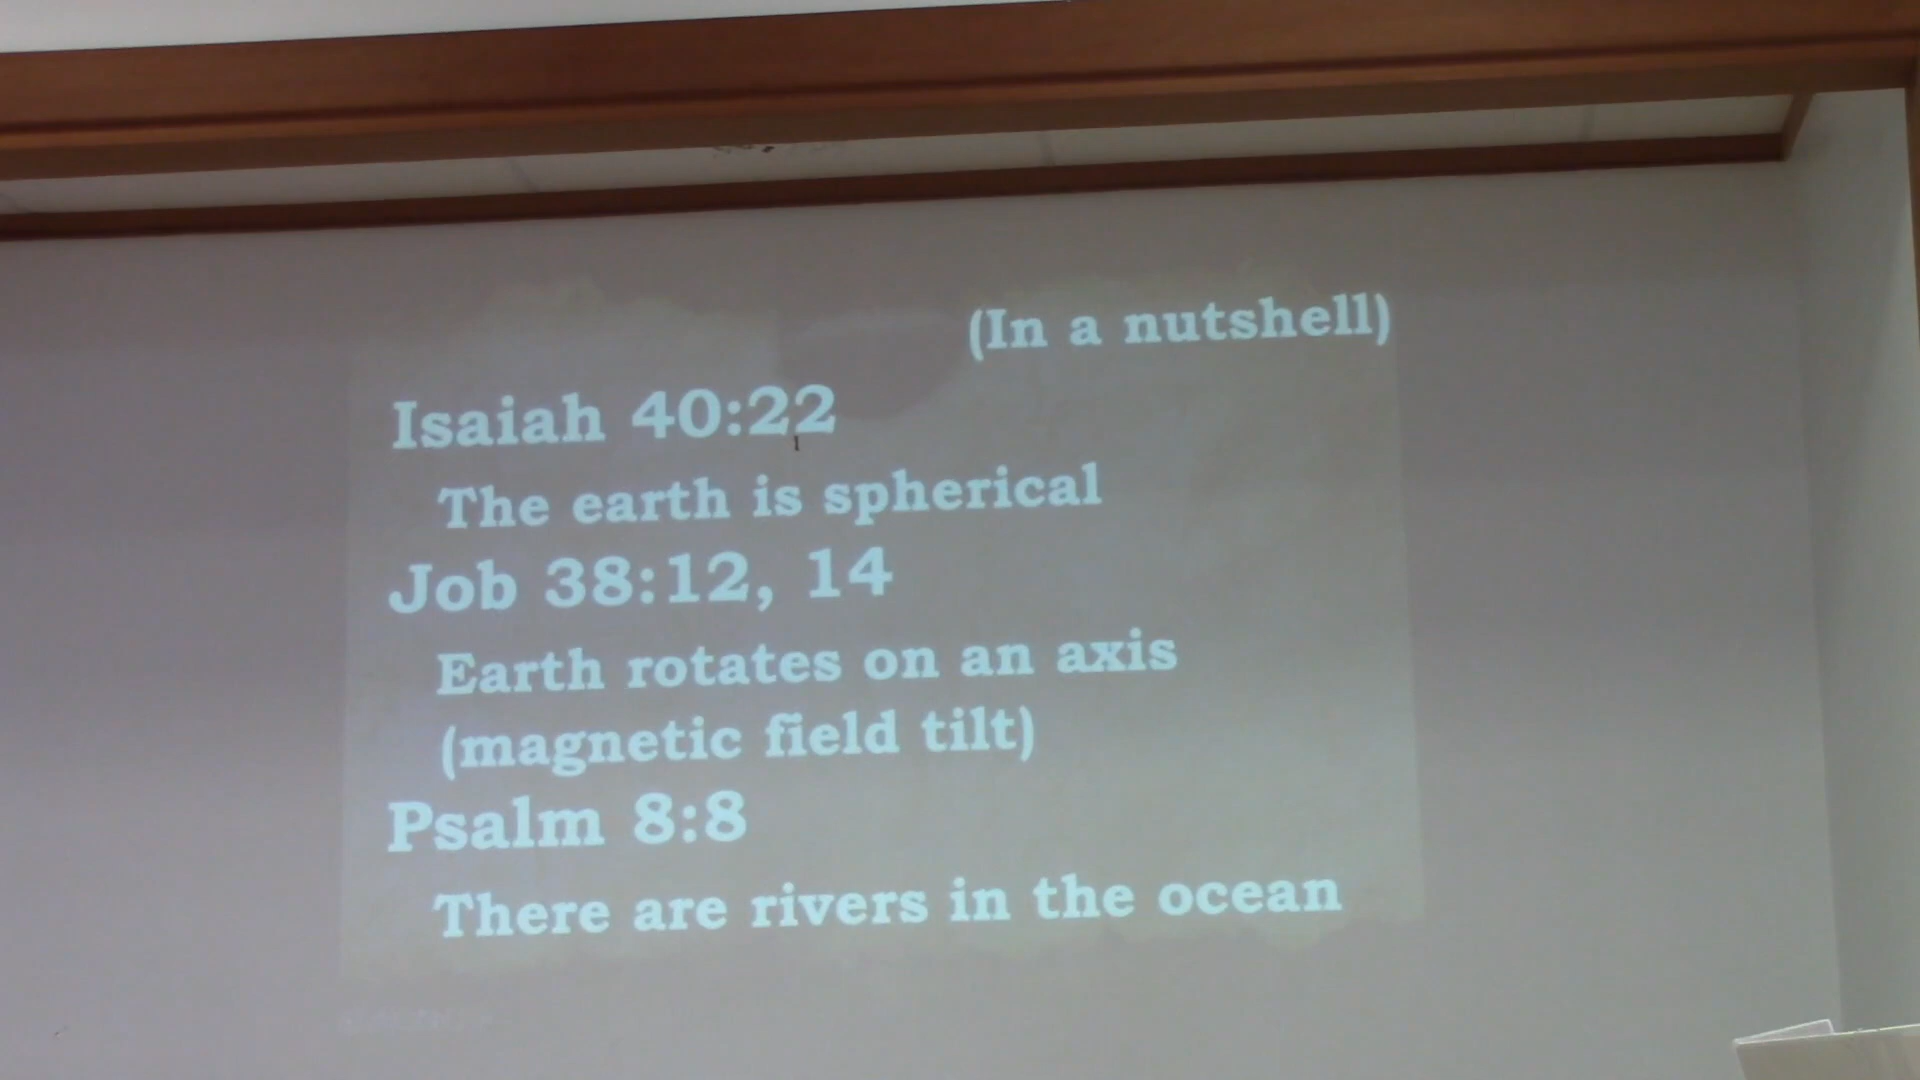 (In a nutshell)
Isaiah 40:22
The earth is spherical
Job 38:12, 14
Earth rotates on an axis
(magnetic field tilt)
Psalm 8:8
There are rivers in the ocean